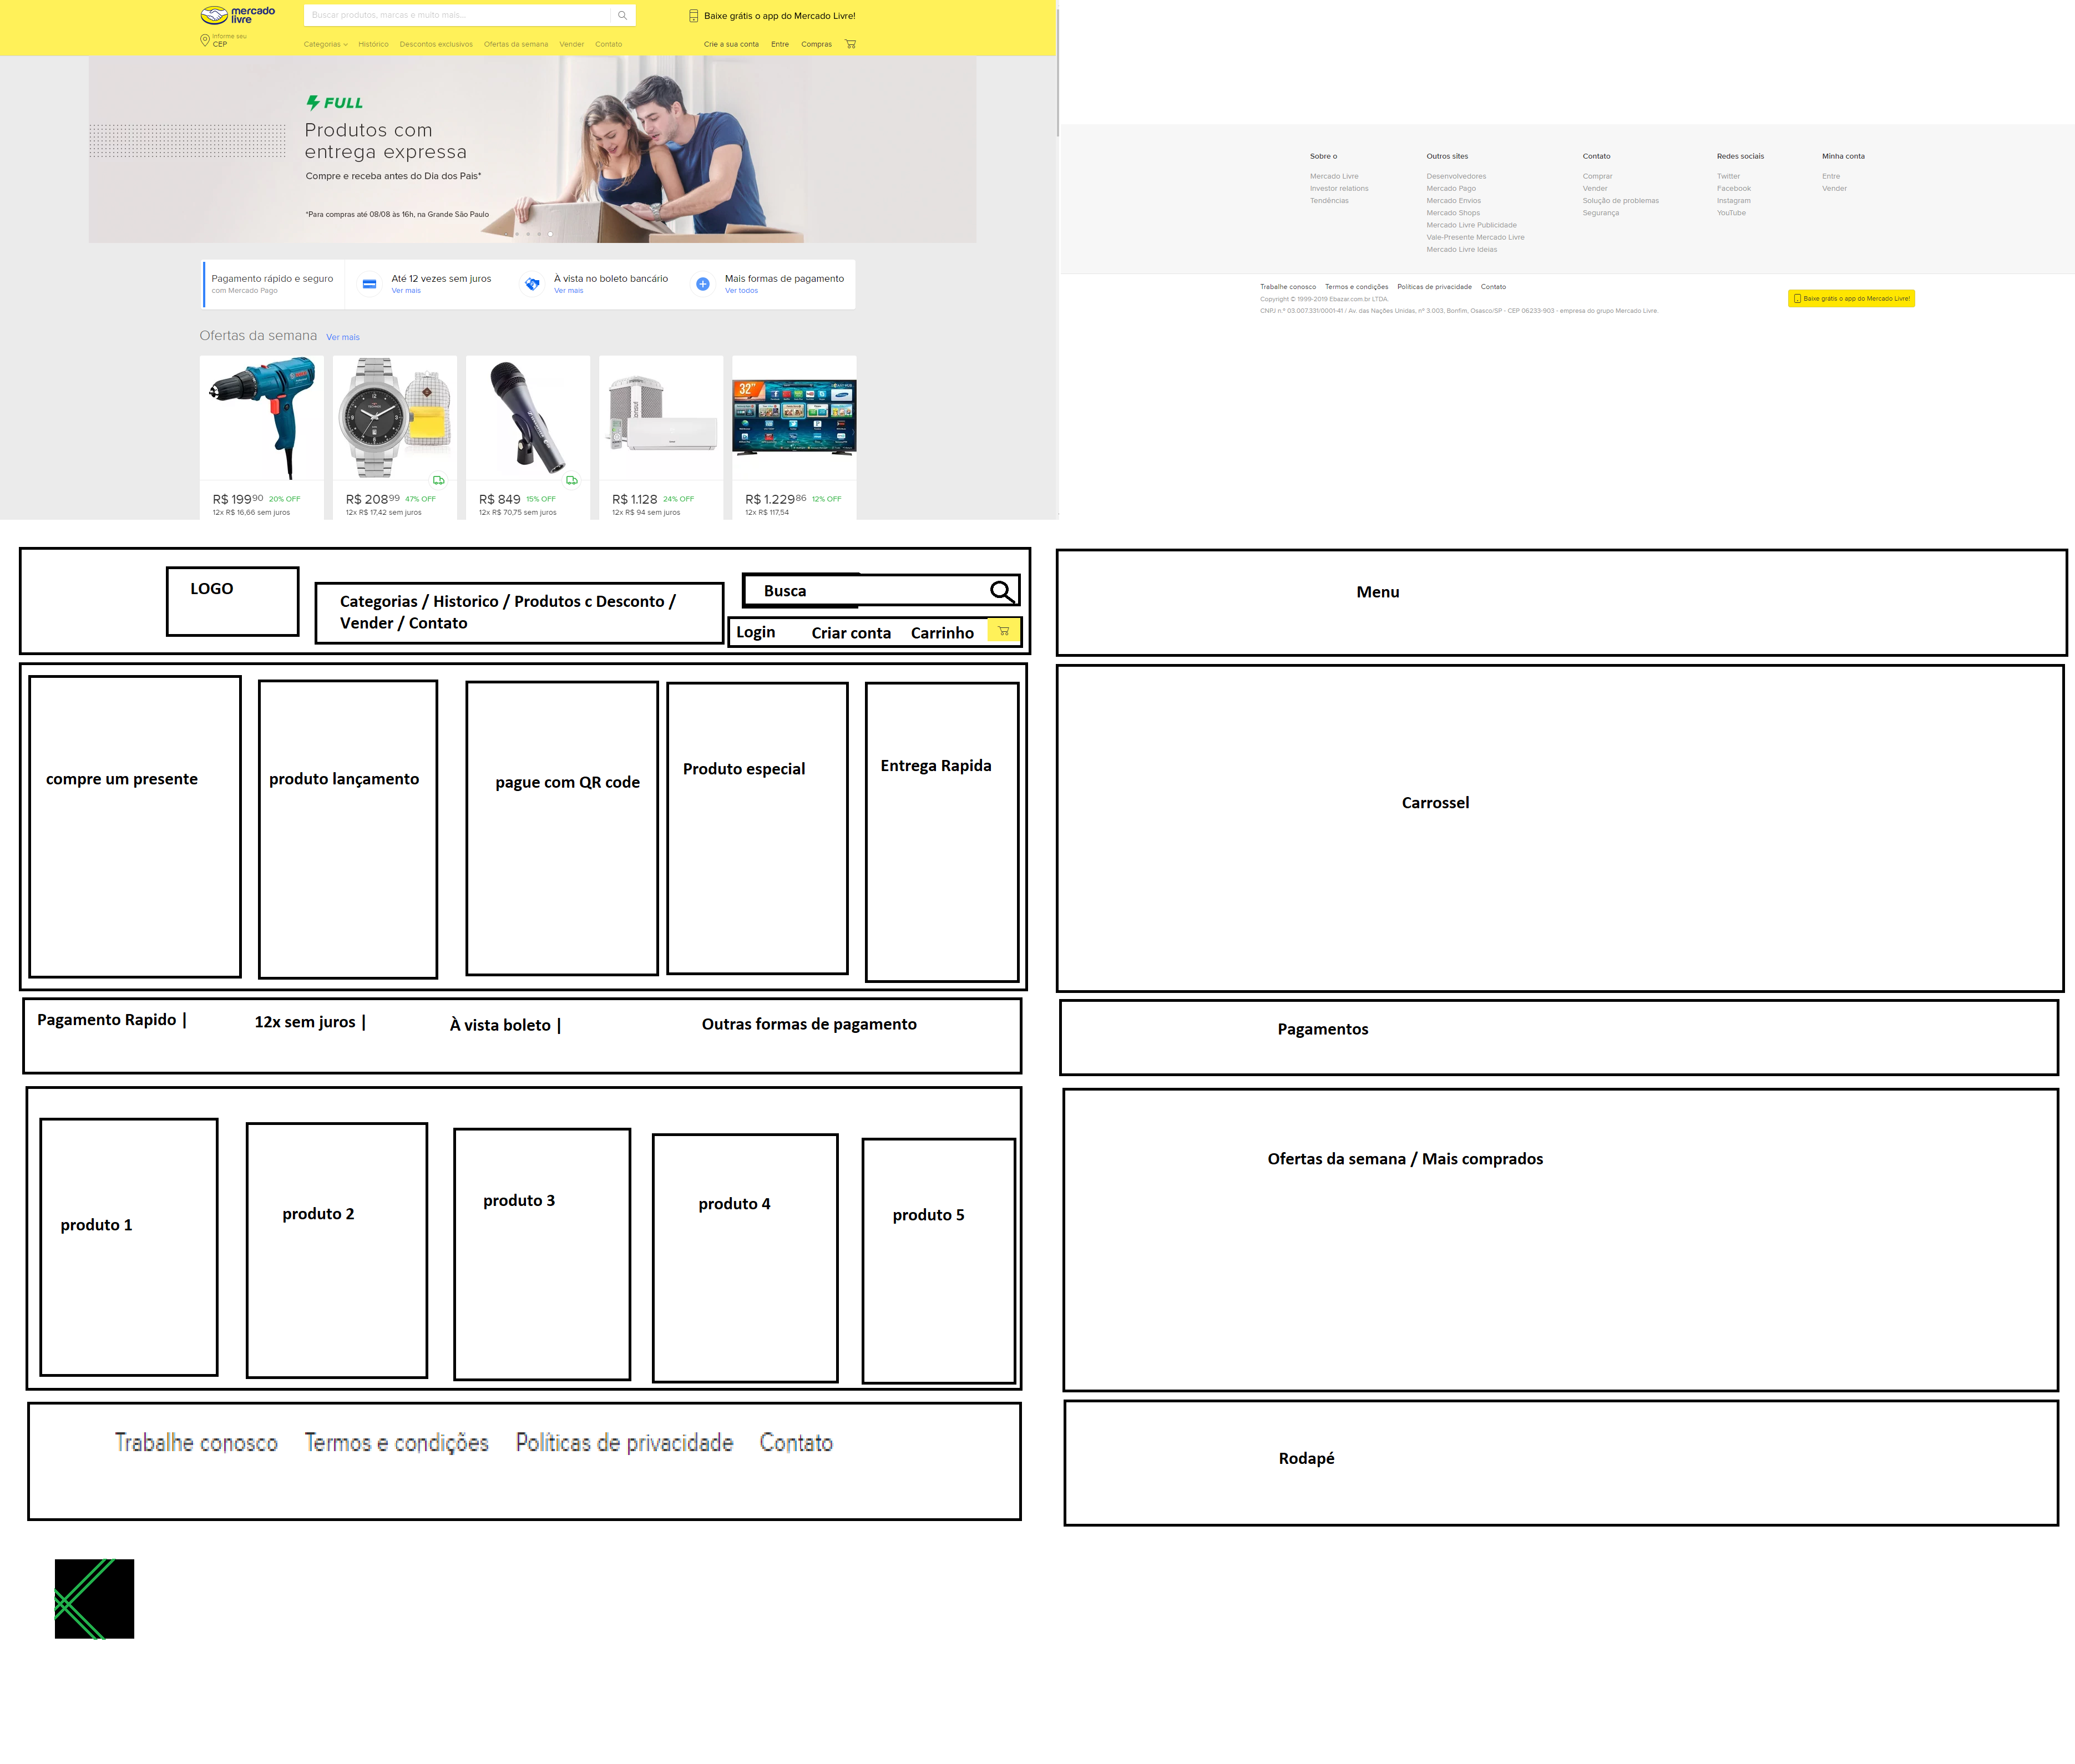 mercado
livre
Buscar produtos, marcas e muito mais...
Baixe grátis o app do Mercado Livre!
Informe seu
CEP
Categorias Histórico Descontos exclusivos Ofertas da semana Vender Contato
Crie a sua conta Entre Compras
FULL
Produtos com
entrega expressa
Compre e receba antes do Dia dos Pais*
*Para compras até 08/08 às 16h, na Grande São Paulo
Pagamento rápido e seguro
com Mercado Pago
Até 12 vezes sem juros
Ver mais
À vista no boleto bancário
Ver mais
Mais formas de pagamento
Ver todos
Ofertas da semana Ver mais
32"
R$ 199 90 20% OFF
12x R$ 16,66 sem juros
R$ 208 99 47% OFF
12x R$ 17,42 sem juros
R$ 849 15% OFF
12x R$ 70,75 sem juros
R$ 1.128 24% OFF
12x R$ 94 sem juros
R$ 1.229 86 12% OFF
12x R$ 117,54
Sobre o
Mercado Livre
Investor relations
Tendências
Outros sites
Desenvolvedores
Mercado Pago
Mercado Envios
Mercado Shops
Mercado Livre Publicidade
Vale-Presente Mercado Livre
Mercado Livre Ideias
Contato
Comprar
Vender
Solução de problemas
Segurança
Redes sociais
Twitter
Facebook
Instagram
YouTube
Minha conta
Entre
Vender
Trabalhe conosco Termos e condições Políticas de privacidade Contato
Copyright © 1999-2019 Ebazar.com.br LTDA.
CNPJ n.º 03.007.331/0001-41 / Av. das Nações Unidas, nº 3.003, Bonfim, Osasco/SP - CEP 06233-903 - empresa do grupo Mercado Livre.
Baixe grátis o app do Mercado Livre!
LOGO
Categorias / Historico / Produtos c Desconto /
Vender / Contato
Busca
Login Criar conta Carrinho
Menu
compre um presente
produto lançamento
pague com QR code
Produto especial
Entrega Rapida
Carrossel
Pagamento Rapido |
12x sem juros |
À vista boleto |
Outras formas de pagamento
Pagamentos
produto 1
produto 2
produto 3
produto 4
produto 5
Ofertas da semana / Mais comprados
Trabalhe conosco Termos e condições Políticas de privacidade Contato
Rodapé